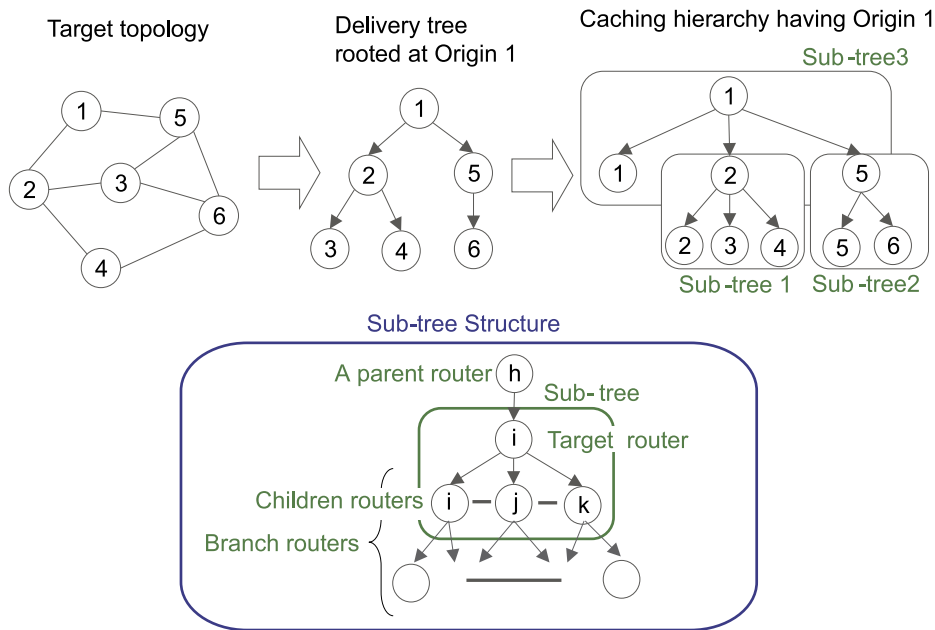 Target topology
Delivery tree
rooted at Origin 1
Caching hierarchy having Origin 1
Sub-tree3
1
5
2
3
6
4
1
2
5
3
4
6
1
1
2
5
2
3
4
5
6
Sub-tree 1
Sub-tree2
Sub-tree Structure
A parent router
h
Sub-tree
i
Target router
Children routers
i
j
k
Branch routers